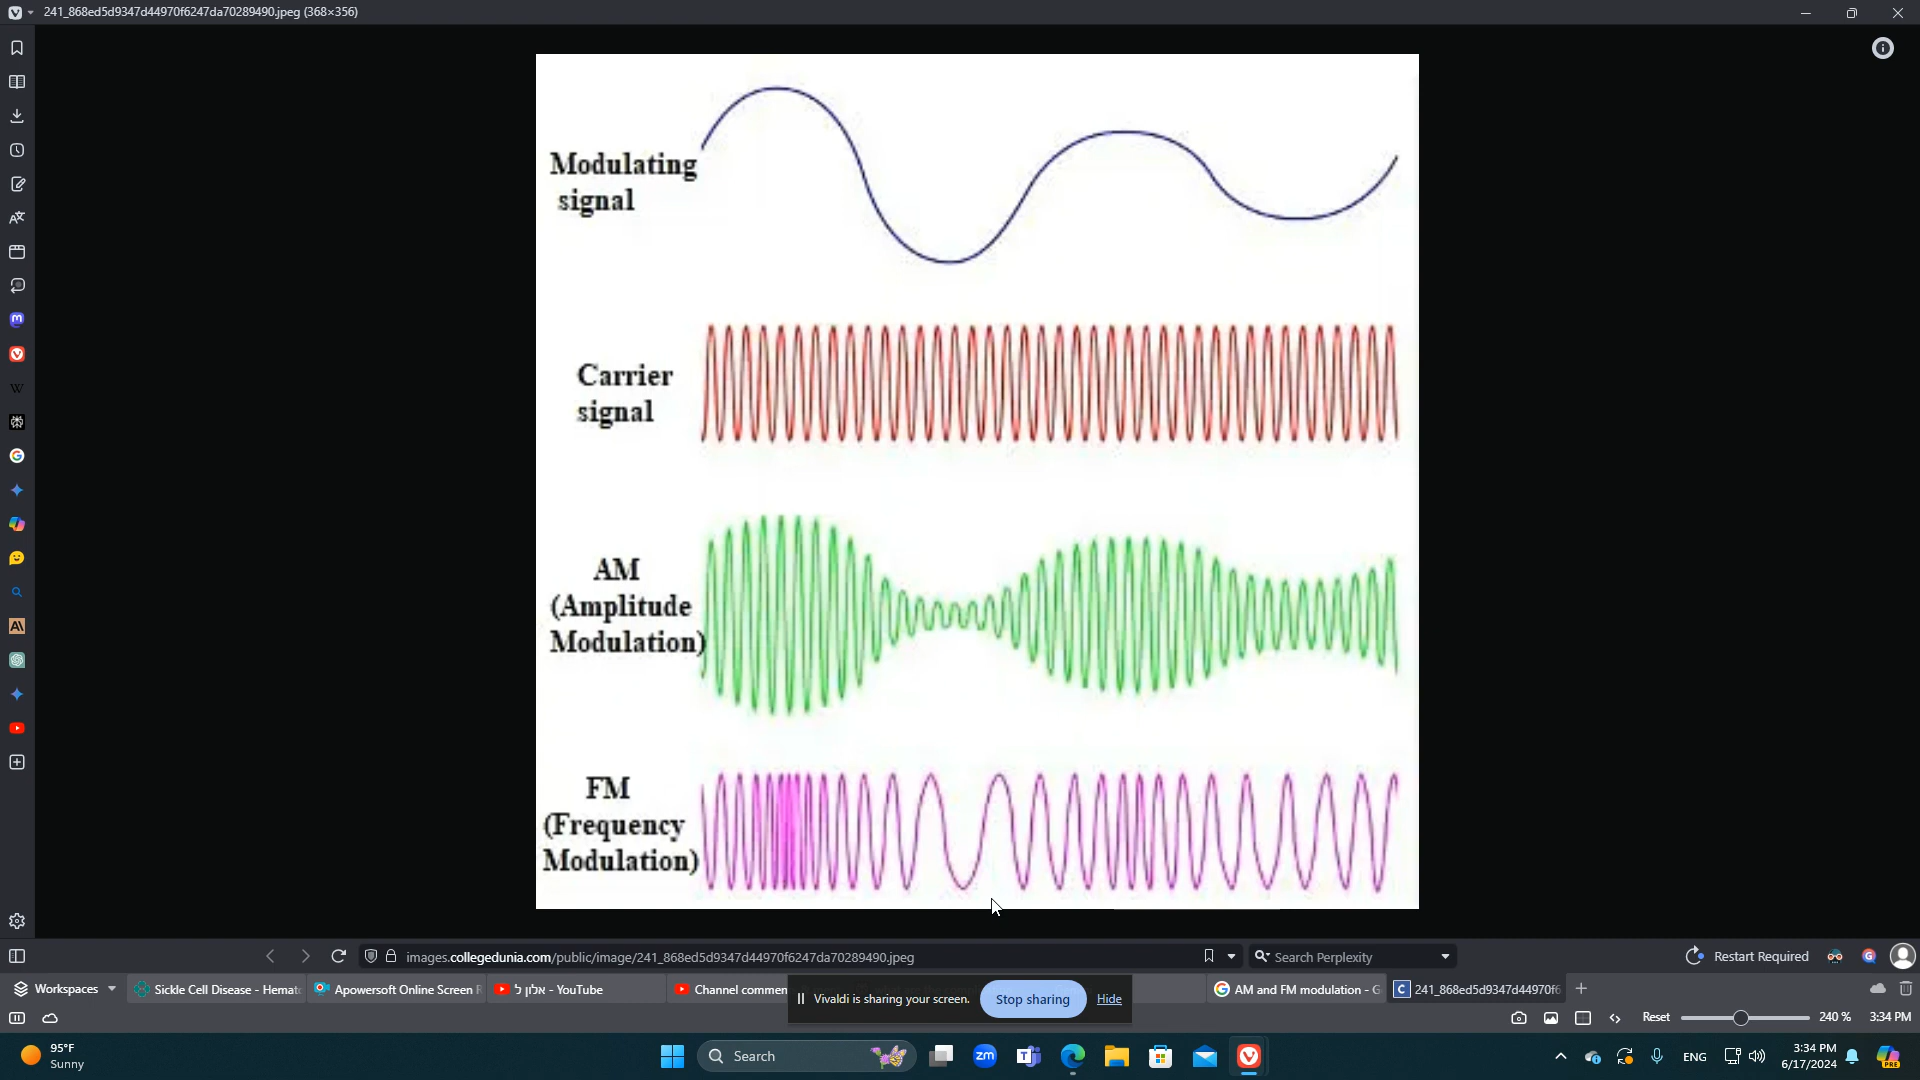 241_868ed5d9347d44970f6247da70289490.jpeg (368×356)
Modulating
signal
Carrier
signal
AM
(Amplitude
Modulation)
FM
(Frequency
Modulation)
images.collegedunia.com/public/image/241_868ed5d9347d44970f6247da70289490.jpeg
Search Perplexity
Restart Required
Workspaces
Sickle Cell Disease - Hemat
Apowersoft Online Screen R
אלון ל - YouTube
Channel commen
Vivaldi is sharing your screen.
Stop sharing
Hide
AM and FM modulation - G
241_868ed5d9347d44970f6
Reset
240 %
3:34 PM
95°F
Sunny
Search
ENG
3:34 PM
6/17/2024